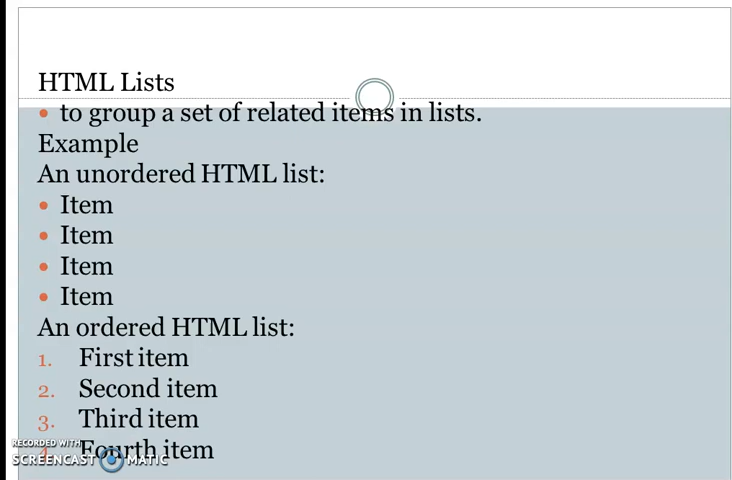 HTML Lists
• to group a set of related items in lists.
Example
An unordered HTML list:
• Item
• Item
• Item
• Item
An ordered HTML list:
1. First item
2. Second item
3. Third item
4. Fourth item
RECORDED WITH
SCREENCAST MATIC